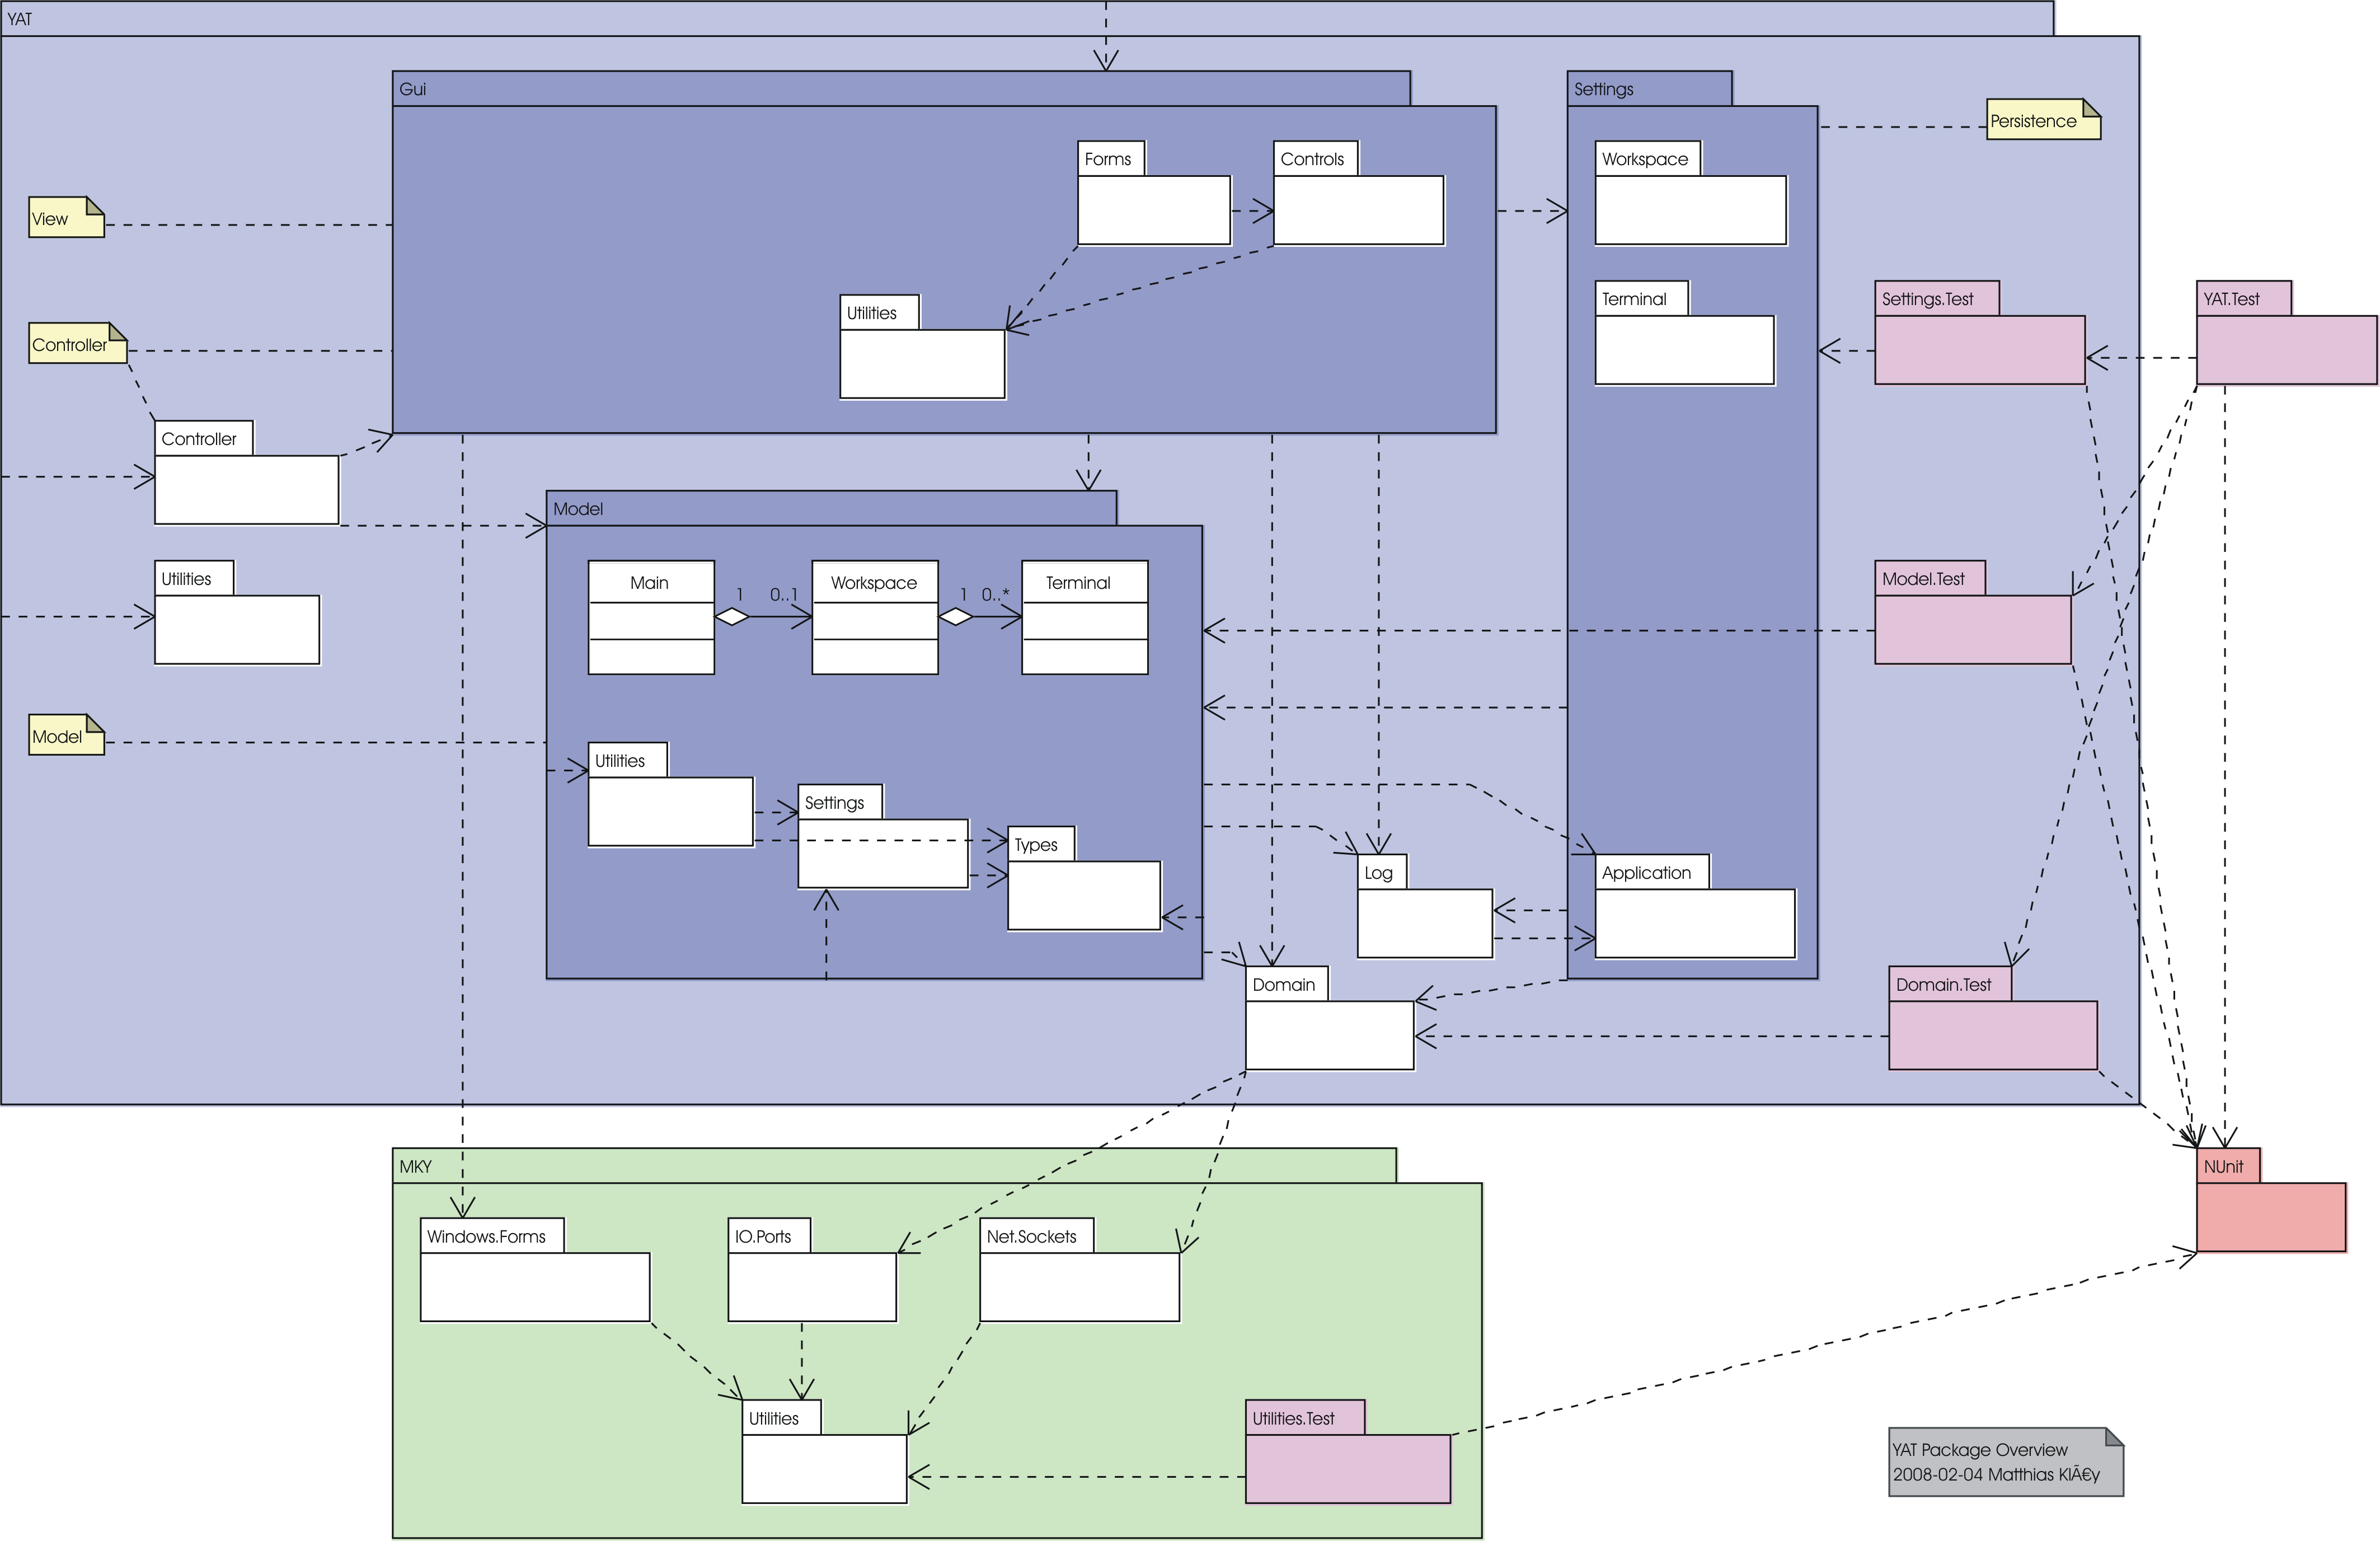 YAT
Gui
Settings
Persistence
Forms
Controls
Workspace
View
Utilities
Terminal
Settings.Test
YAT.Test
Controller
Controller
Model
Utilities
Main
1
0..1
Workspace
1
0..*
Terminal
Model.Test
Model
Utilities
Settings
Types
Log
Application
Domain
Domain.Test
MKY
NUnit
Windows.Forms
IO.Ports
Net.Sockets
Utilities
Utilities.Test
YAT Package Overview
2008-02-04 Matthias KlÃ€y